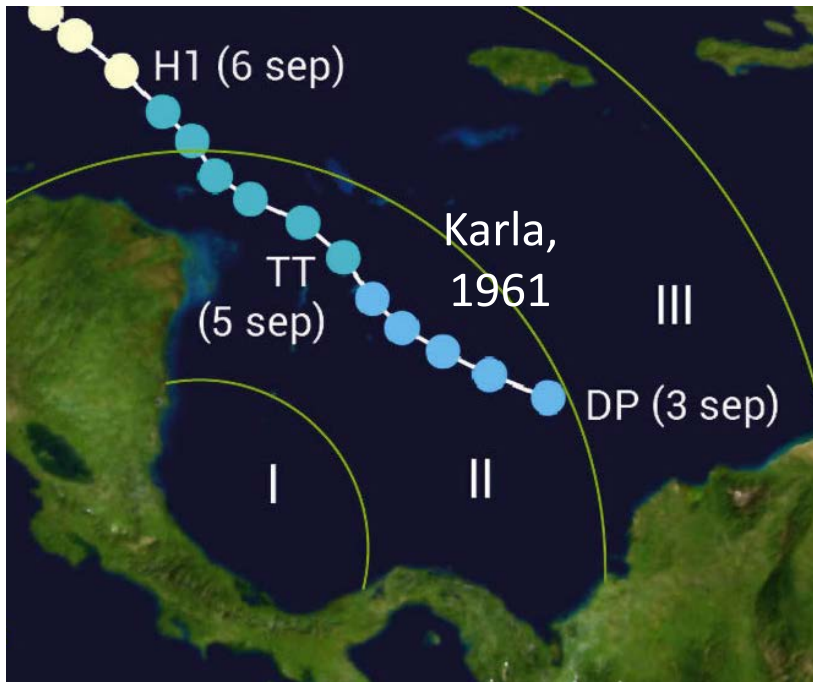 H1 (6 sep)
Karla,
1961
TT
(5 sep)
III
DP (3 sep)
I
II